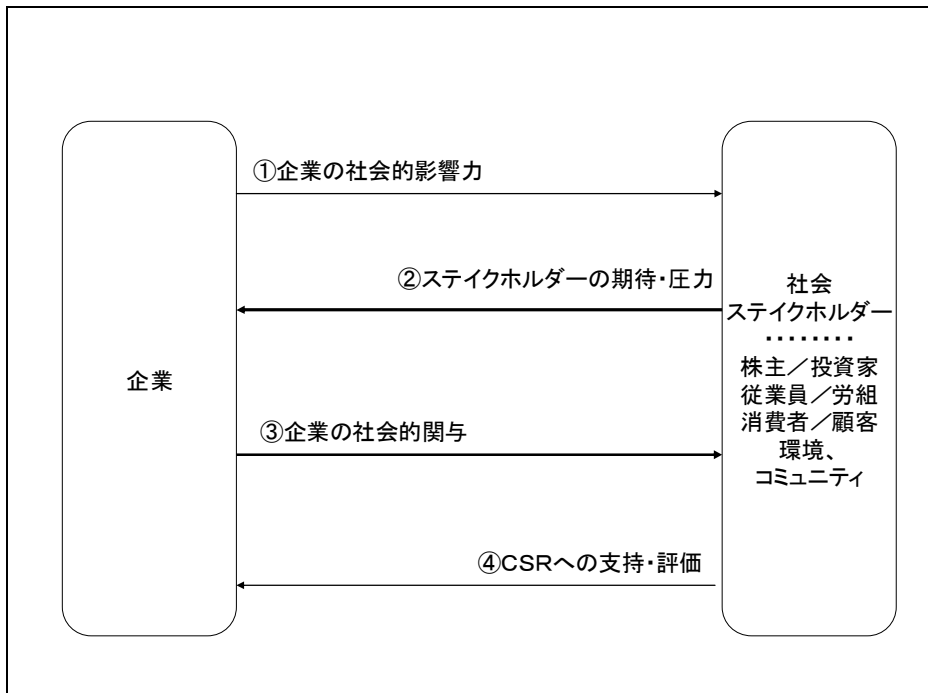 ①企業の社会的影響力
②ステイクホルダーの期待・圧力
社会
ステイクホルダー
・・・・・・・・
株主／投資家
従業員／労組
消費者／顧客
環境、
コミュニティ
企業
③企業の社会的関与
④CSRへの支持・評価